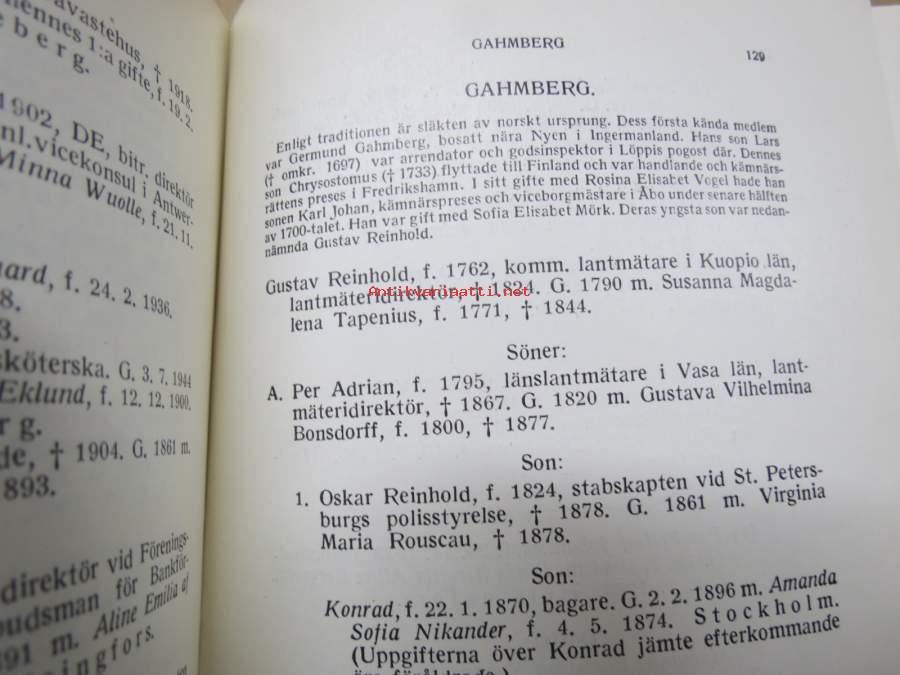 avastehus, † 1918.
ennes 1:a gifte, f. 19. 2.
e b e r g.
1902, DE, bitr. direktör
nl. vicekonsul i Antwer-
Minna Wuolle, f. 21. 11.
ard, f. 24. 2. 1936.
8.
3.
sköterska. G. 3. 7. 1944
Eklund, f. 12. 12. 1900.
r g.
de, † 1904. G. 1861 m.
893.
direktör vid Förenings-
budsman för Bankför-
891 m. Aline Emilia af
singfors.
GAHMBERG
129
GAHMBERG.
Enligt traditionen är släkten av norskt ursprung. Dess första kända medlem
var Germund Gahmberg, bosatt nära Nyen i Ingermanland. Hans son Lars
(† omkr. 1697) var arrendator och godsinspektor i Löppis pogost där. Dennes
son Chrysostomus († 1733) flyttade till Finland och var handlande och kämnärs-
rättens preses i Fredrikshamn. I sitt gifte med Rosina Elisabet Vogel hade han
sonen Karl Johan, kämnärspreses och viceborgmästare i Åbo under senare hälften
av 1700-talet. Han var gift med Sofia Elisabet Mörk. Deras yngsta son var nedan-
nämnda Gustav Reinhold.
Gustav Reinhold, f. 1762, komm. lantmätare i Kuopio län,
lantmäteridirektör, † 1824. G. 1790 m. Susanna Magda-
lena Tapenius, f. 1771, † 1844.
Antikvariaatti.net
Söner:
A. Per Adrian, f. 1795, länslantmätare i Vasa län, lant-
mäteridirektör, † 1867. G. 1820 m. Gustava Vilhelmina
Bonsdorff, f. 1800, † 1877.
Son:
1. Oskar Reinhold, f. 1824, stabskapten vid St. Peters-
burgs polisstyrelse, † 1878. G. 1861 m. Virginia
Maria Rouscau, † 1878.
Son:
Konrad, f. 22. 1. 1870, bagare. G. 2. 2. 1896 m. Amanda
Sofia Nikander, f. 4. 5. 1874. Stockholm.
(Uppgifterna över Konrad jämte efterkommande